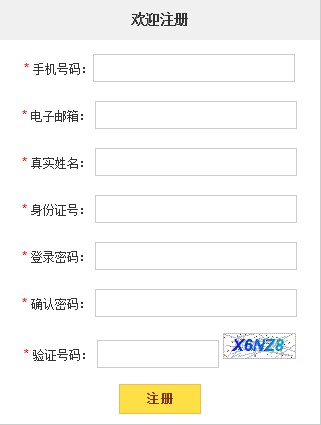 欢迎注册
* 手机号码：
* 电子邮箱：
* 真实姓名：
* 身份证号：
* 登录密码：
* 确认密码：
* 验证号码： X6NZ8
注册